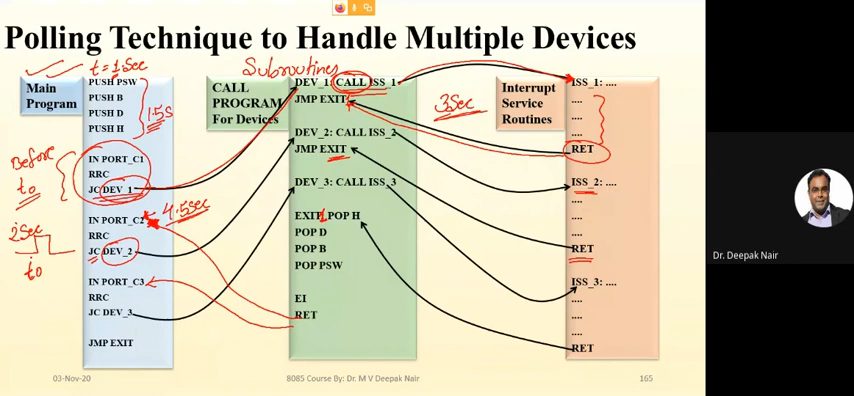 Polling Technique to Handle Multiple Devices
t = 1 Sec
Main
Program
PUSH PSW
PUSH B
PUSH D
PUSH H
1.5s
Before
to
IN PORT_C1
RRC
JC DEV_1
4.5sec
2sec
to
IN PORT_C2
RRC
JC DEV_2
IN PORT_C3
RRC
JC DEV_3
JMP EXIT
Subroutines
CALL
PROGRAM
For Devices
DEV_1: CALL ISS_1
JMP EXIT
DEV_2: CALL ISS_2
JMP EXIT
DEV_3: CALL ISS_3
EXIT: POP H
POP D
POP B
POP PSW
EI
RET
3Sec
Interrupt
Service
Routines
ISS_1: ....
....
....
....
RET
ISS_2: ....
....
....
....
RET
ISS_3: ....
....
....
....
RET
03-Nov-20
8085 Course By: Dr. M V Deepak Nair
165
Dr. Deepak Nair